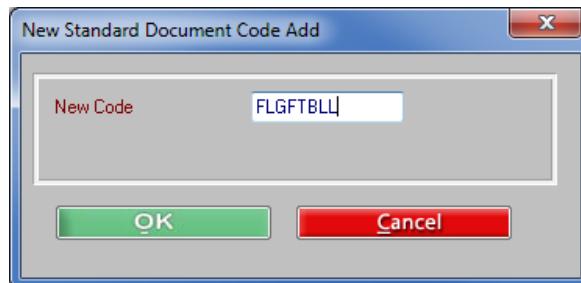 New Standard Document Code Add
x
New Code FLGFTBLL
OK Cancel